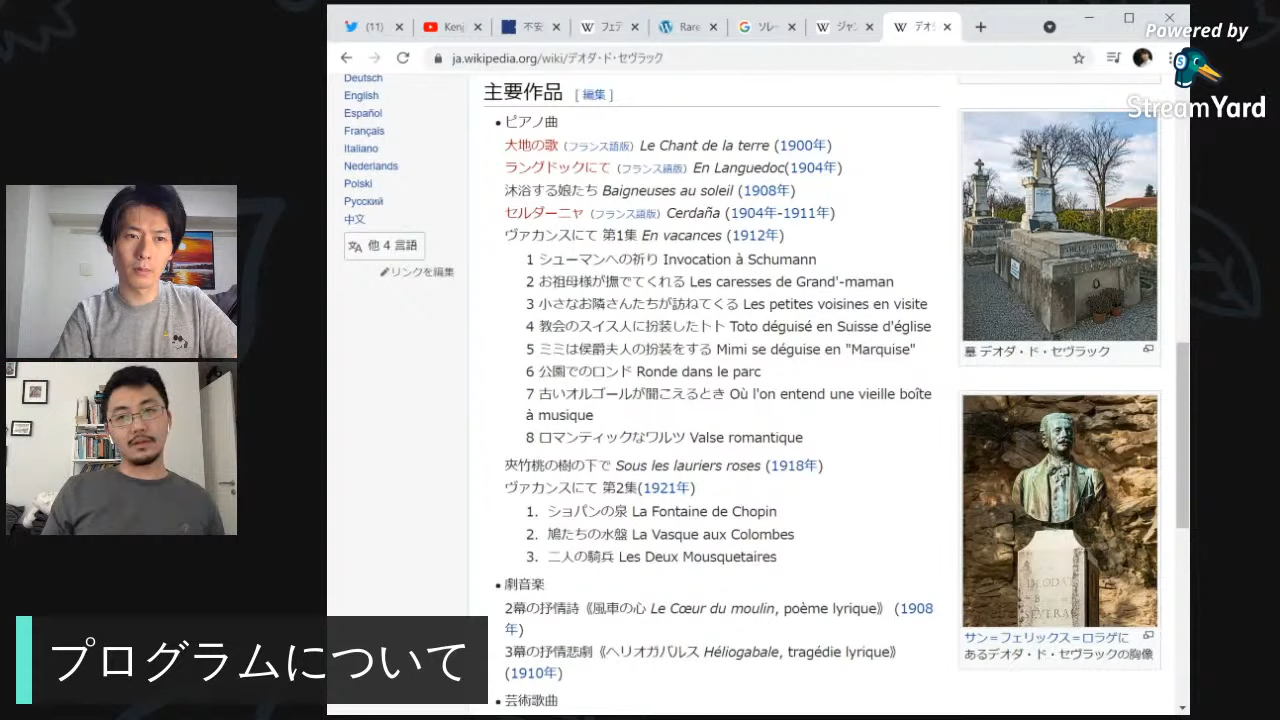 (11)
Kenj
不安
フェデ
Rare
ソレー
ジャン
デオダ
Powered by
StreamYard
ja.wikipedia.org/wiki/デオダ・ド・セヴラック
Deutsch
English
Español
Français
Italiano
Nederlands
Polski
Русский
中文
他 4 言語
リンクを編集
主要作品 [編集]
• ピアノ曲
大地の歌 (フランス語版) Le Chant de la terre (1900年)
ラングドックにて (フランス語版) En Languedoc(1904年)
沐浴する娘たち Baigneuses au soleil (1908年)
セルダーニャ (フランス語版) Cerdaña (1904年-1911年)
ヴァカンスにて 第1集 En vacances (1912年)
1 シューマンへの祈り Invocation à Schumann
2 お祖母様が撫でてくれる Les caresses de Grand'-maman
3 小さなお隣さんたちが訪ねてくる Les petites voisines en visite
4 教会のスイス人に扮装したトト Toto déguisé en Suisse d'église
5 ミミは侯爵夫人の扮装をする Mimi se déguise en "Marquise"
6 公園でのロンド Ronde dans le parc
7 古いオルゴールが聞こえるとき Où l'on entend une vieille boîte
à musique
8 ロマンティックなワルツ Valse romantique
夾竹桃の樹の下で Sous les lauriers roses (1918年)
ヴァカンスにて 第2集(1921年)
1. ショパンの泉 La Fontaine de Chopin
2. 鳩たちの水盤 La Vasque aux Colombes
3. 二人の騎兵 Les Deux Mousquetaires
• 劇音楽
2幕の抒情詩《風車の心 Le Cœur du moulin, poème lyrique》 (1908
年)
3幕の抒情悲劇《ヘリオガバルス Héliogabale, tragédie lyrique》
(1910年)
• 芸術歌曲
墓 デオダ・ド・セヴラック
サン＝フェリックス＝ロラゲに
あるデオダ・ド・セヴラックの胸像
プログラムについて